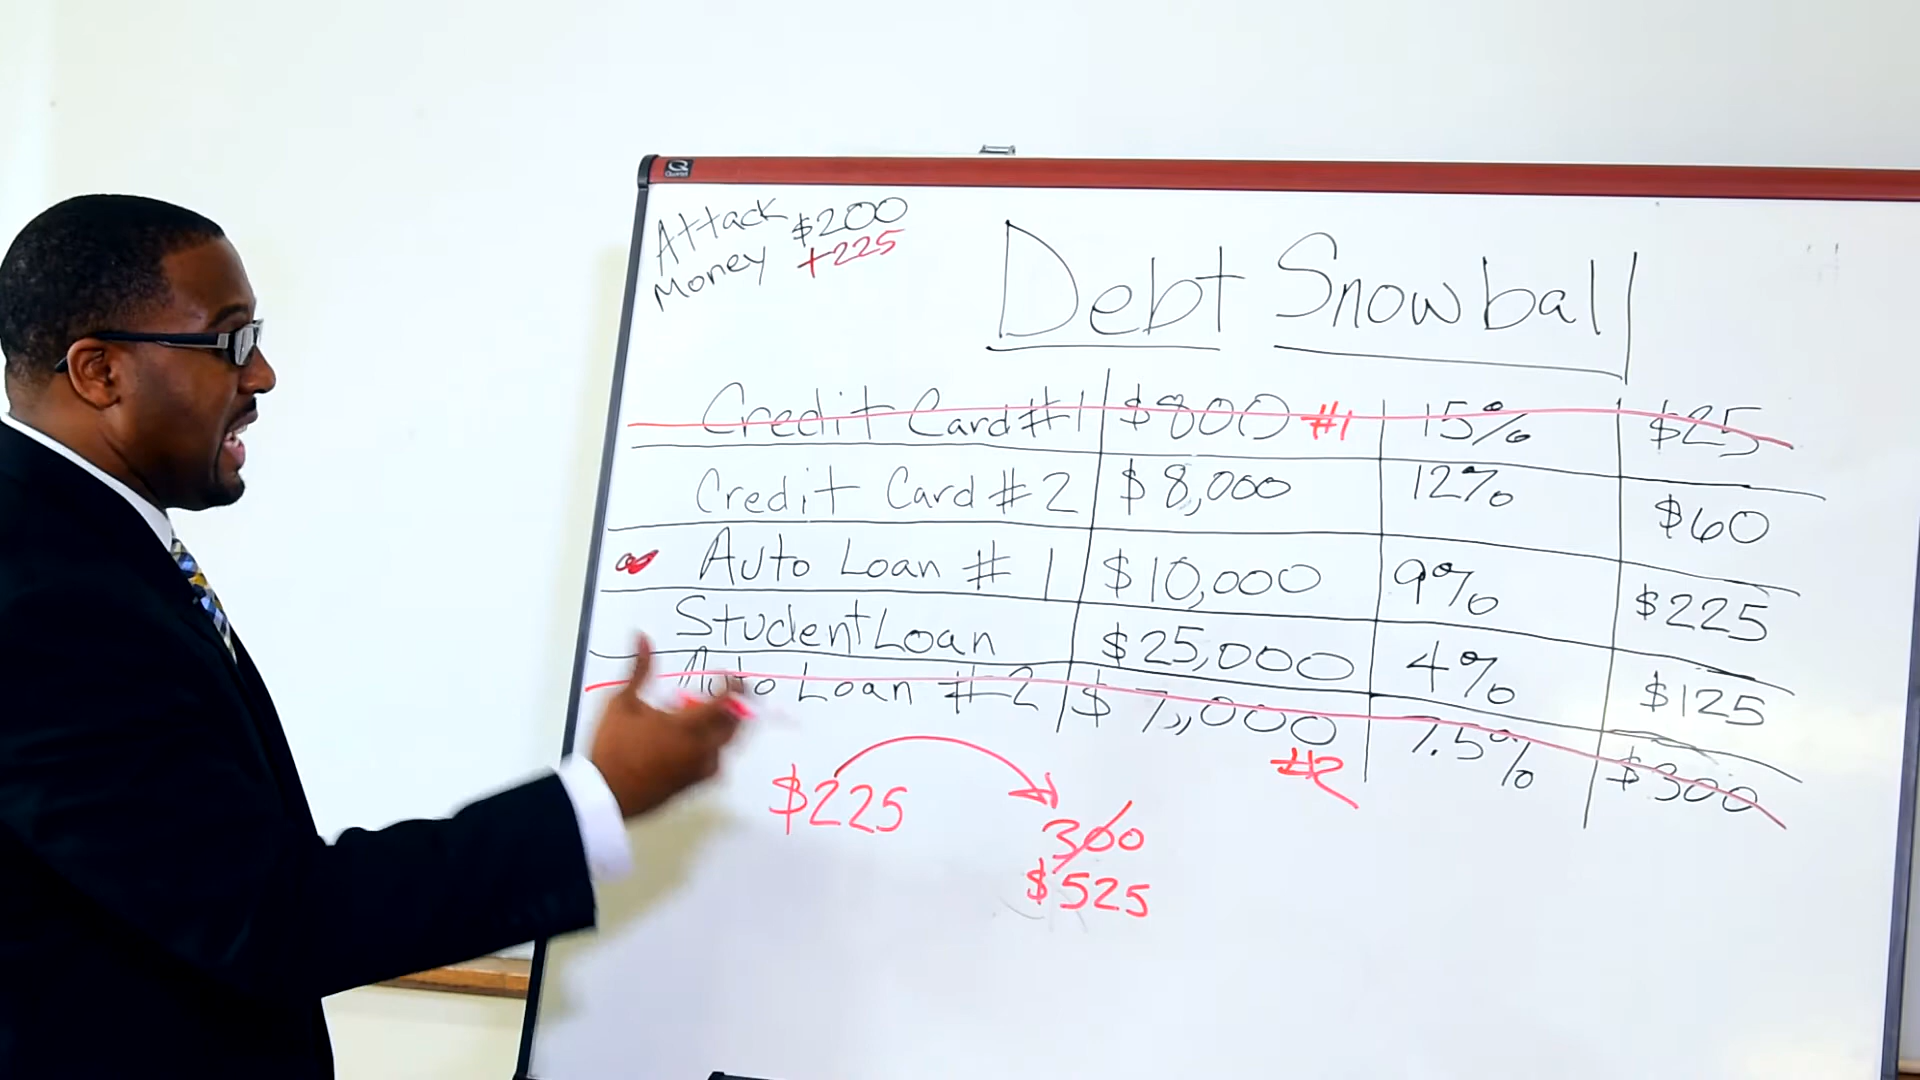 Quartet
Attack $200
Money +225
Debt Snowball
Credit Card #1 $800 #1 15% $25
Credit Card #2 $8,000 12% $60
Auto Loan #1 $10,000 9% $225
Student Loan $25,000 4% $125
Auto Loan #2 $7,000 7.5% $300
#2
$225 300
$525